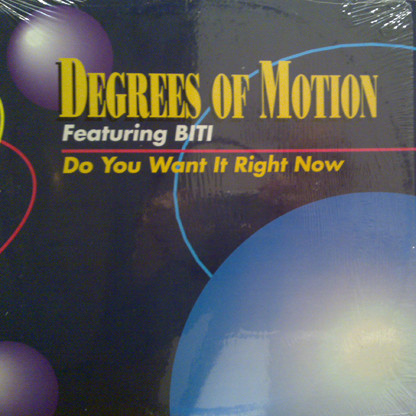 DEGREES OF MOTION
Featuring BITI
Do You Want It Right Now